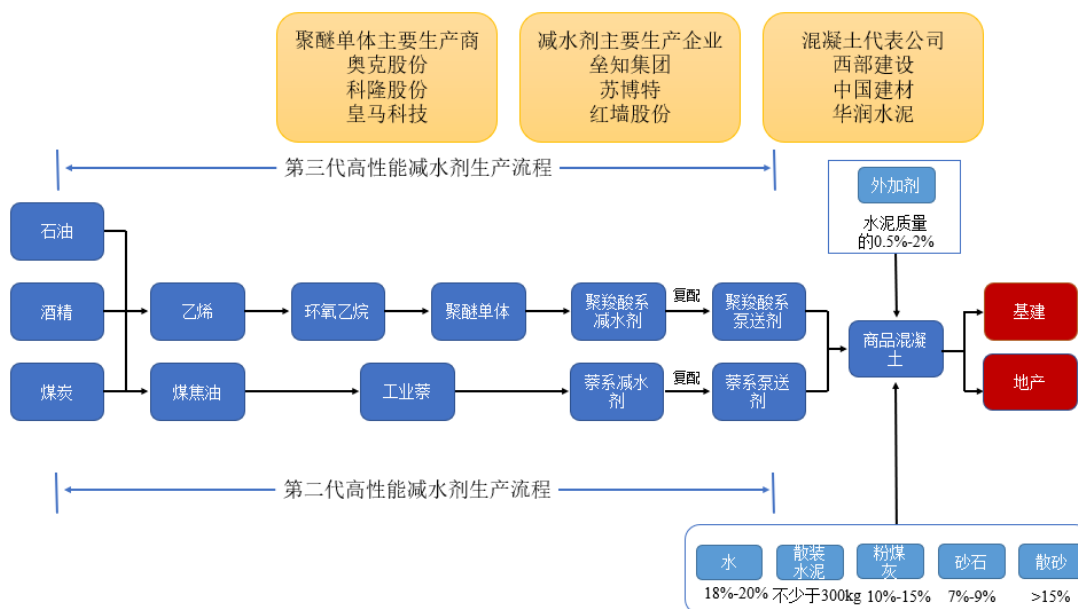 聚醚单体主要生产商
奥克股份
科隆股份
皇马科技
减水剂主要生产企业
垒知集团
苏博特
红墙股份
混凝土代表公司
西部建设
中国建材
华润水泥
第三代高性能减水剂生产流程
外加剂
水泥质量
的0.5%-2%
石油
酒精
乙烯
环氧乙烷
聚醚单体
聚羧酸系
减水剂
复配
聚羧酸系
泵送剂
商品混凝
土
基建
地产
煤炭
煤焦油
工业萘
萘系减水
剂
复配
萘系泵送
剂
第二代高性能减水剂生产流程
水
18%-20%
散装
水泥
不少于300kg
粉煤
灰
10%-15%
砂石
7%-9%
散砂
>15%